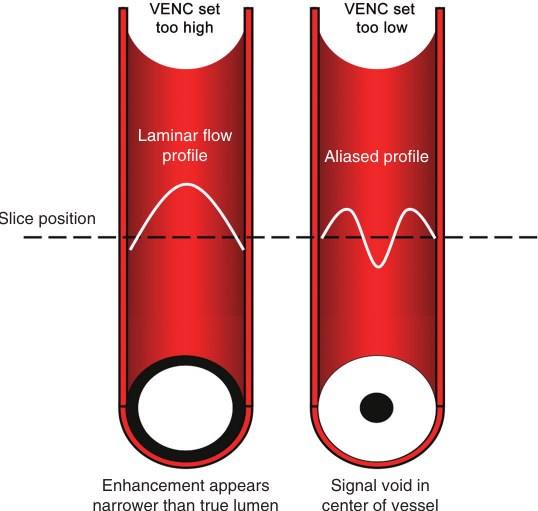 VENC set
too high
VENC set
too low
Laminar flow
profile
Aliased profile
Slice position
Enhancement appears
narrower than true lumen
Signal void in
center of vessel